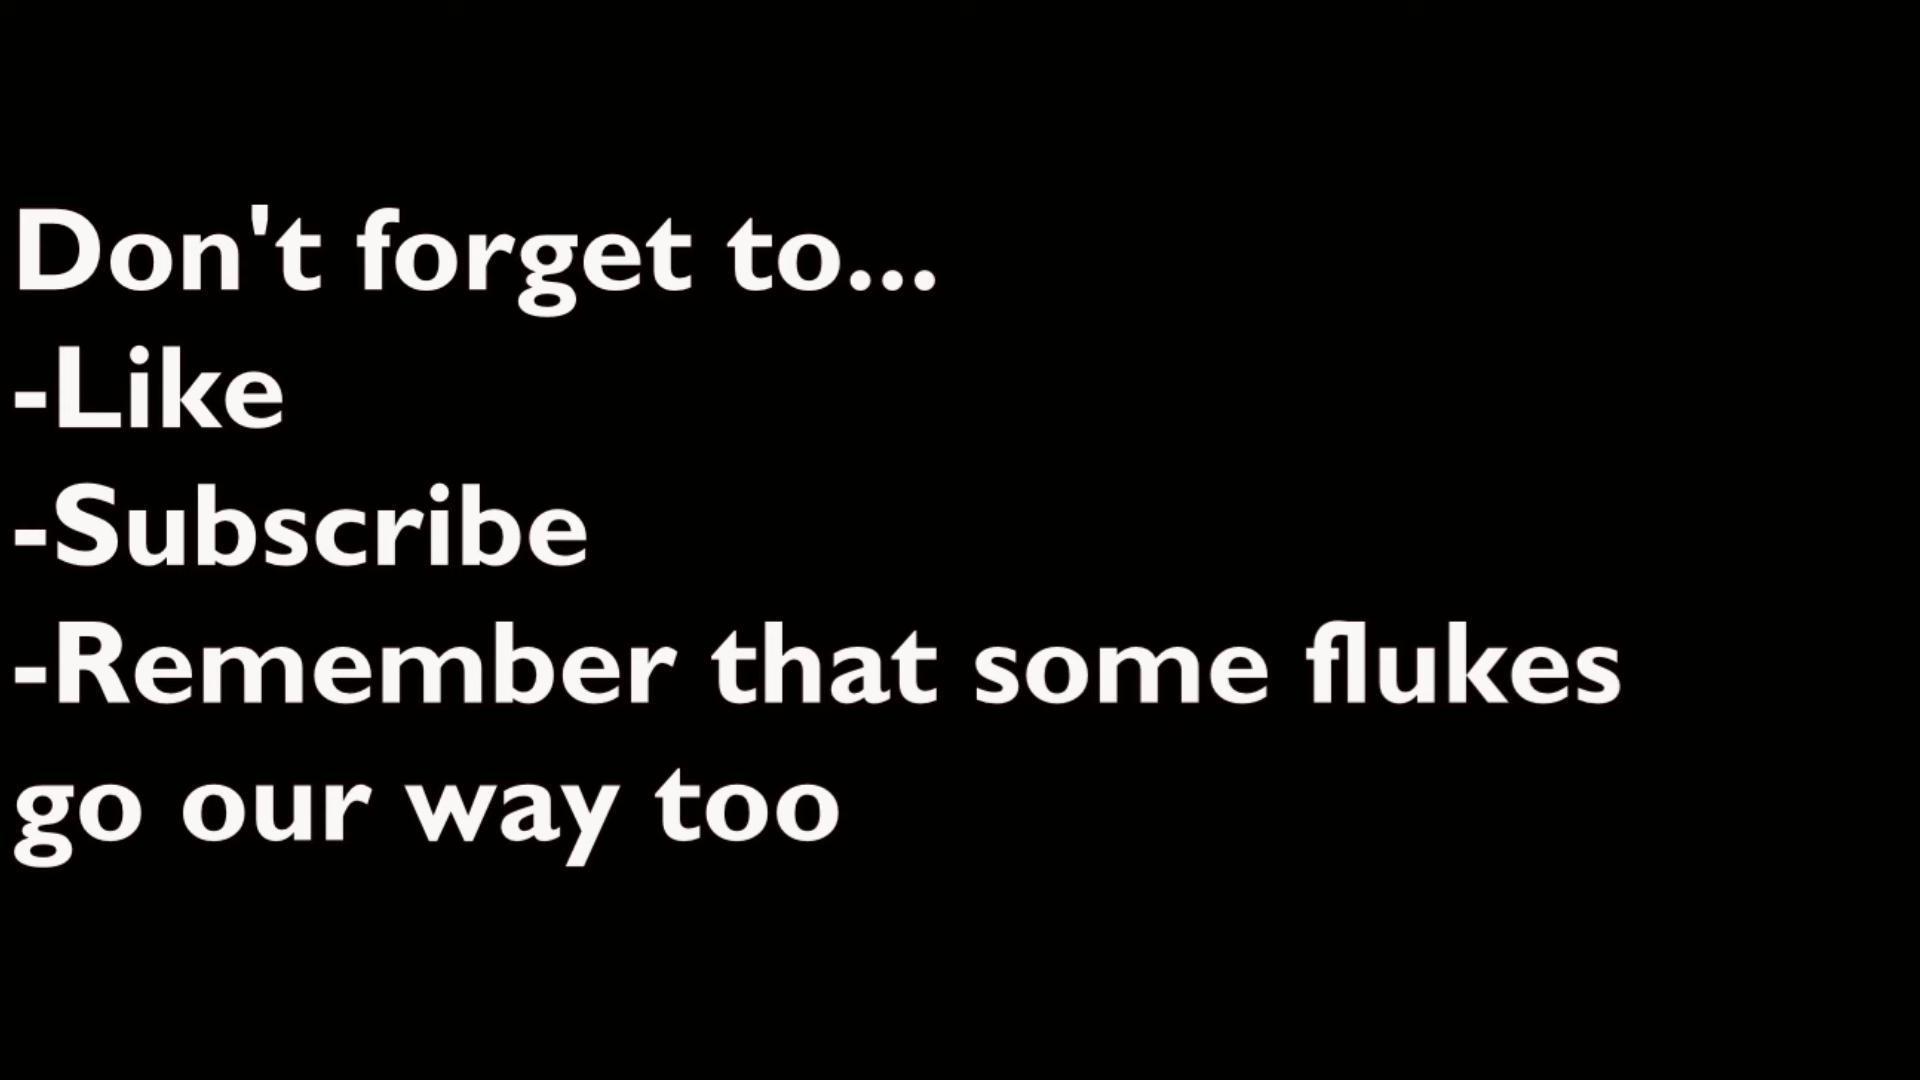 Don't forget to...
-Like
-Subscribe
-Remember that some flukes
go our way too